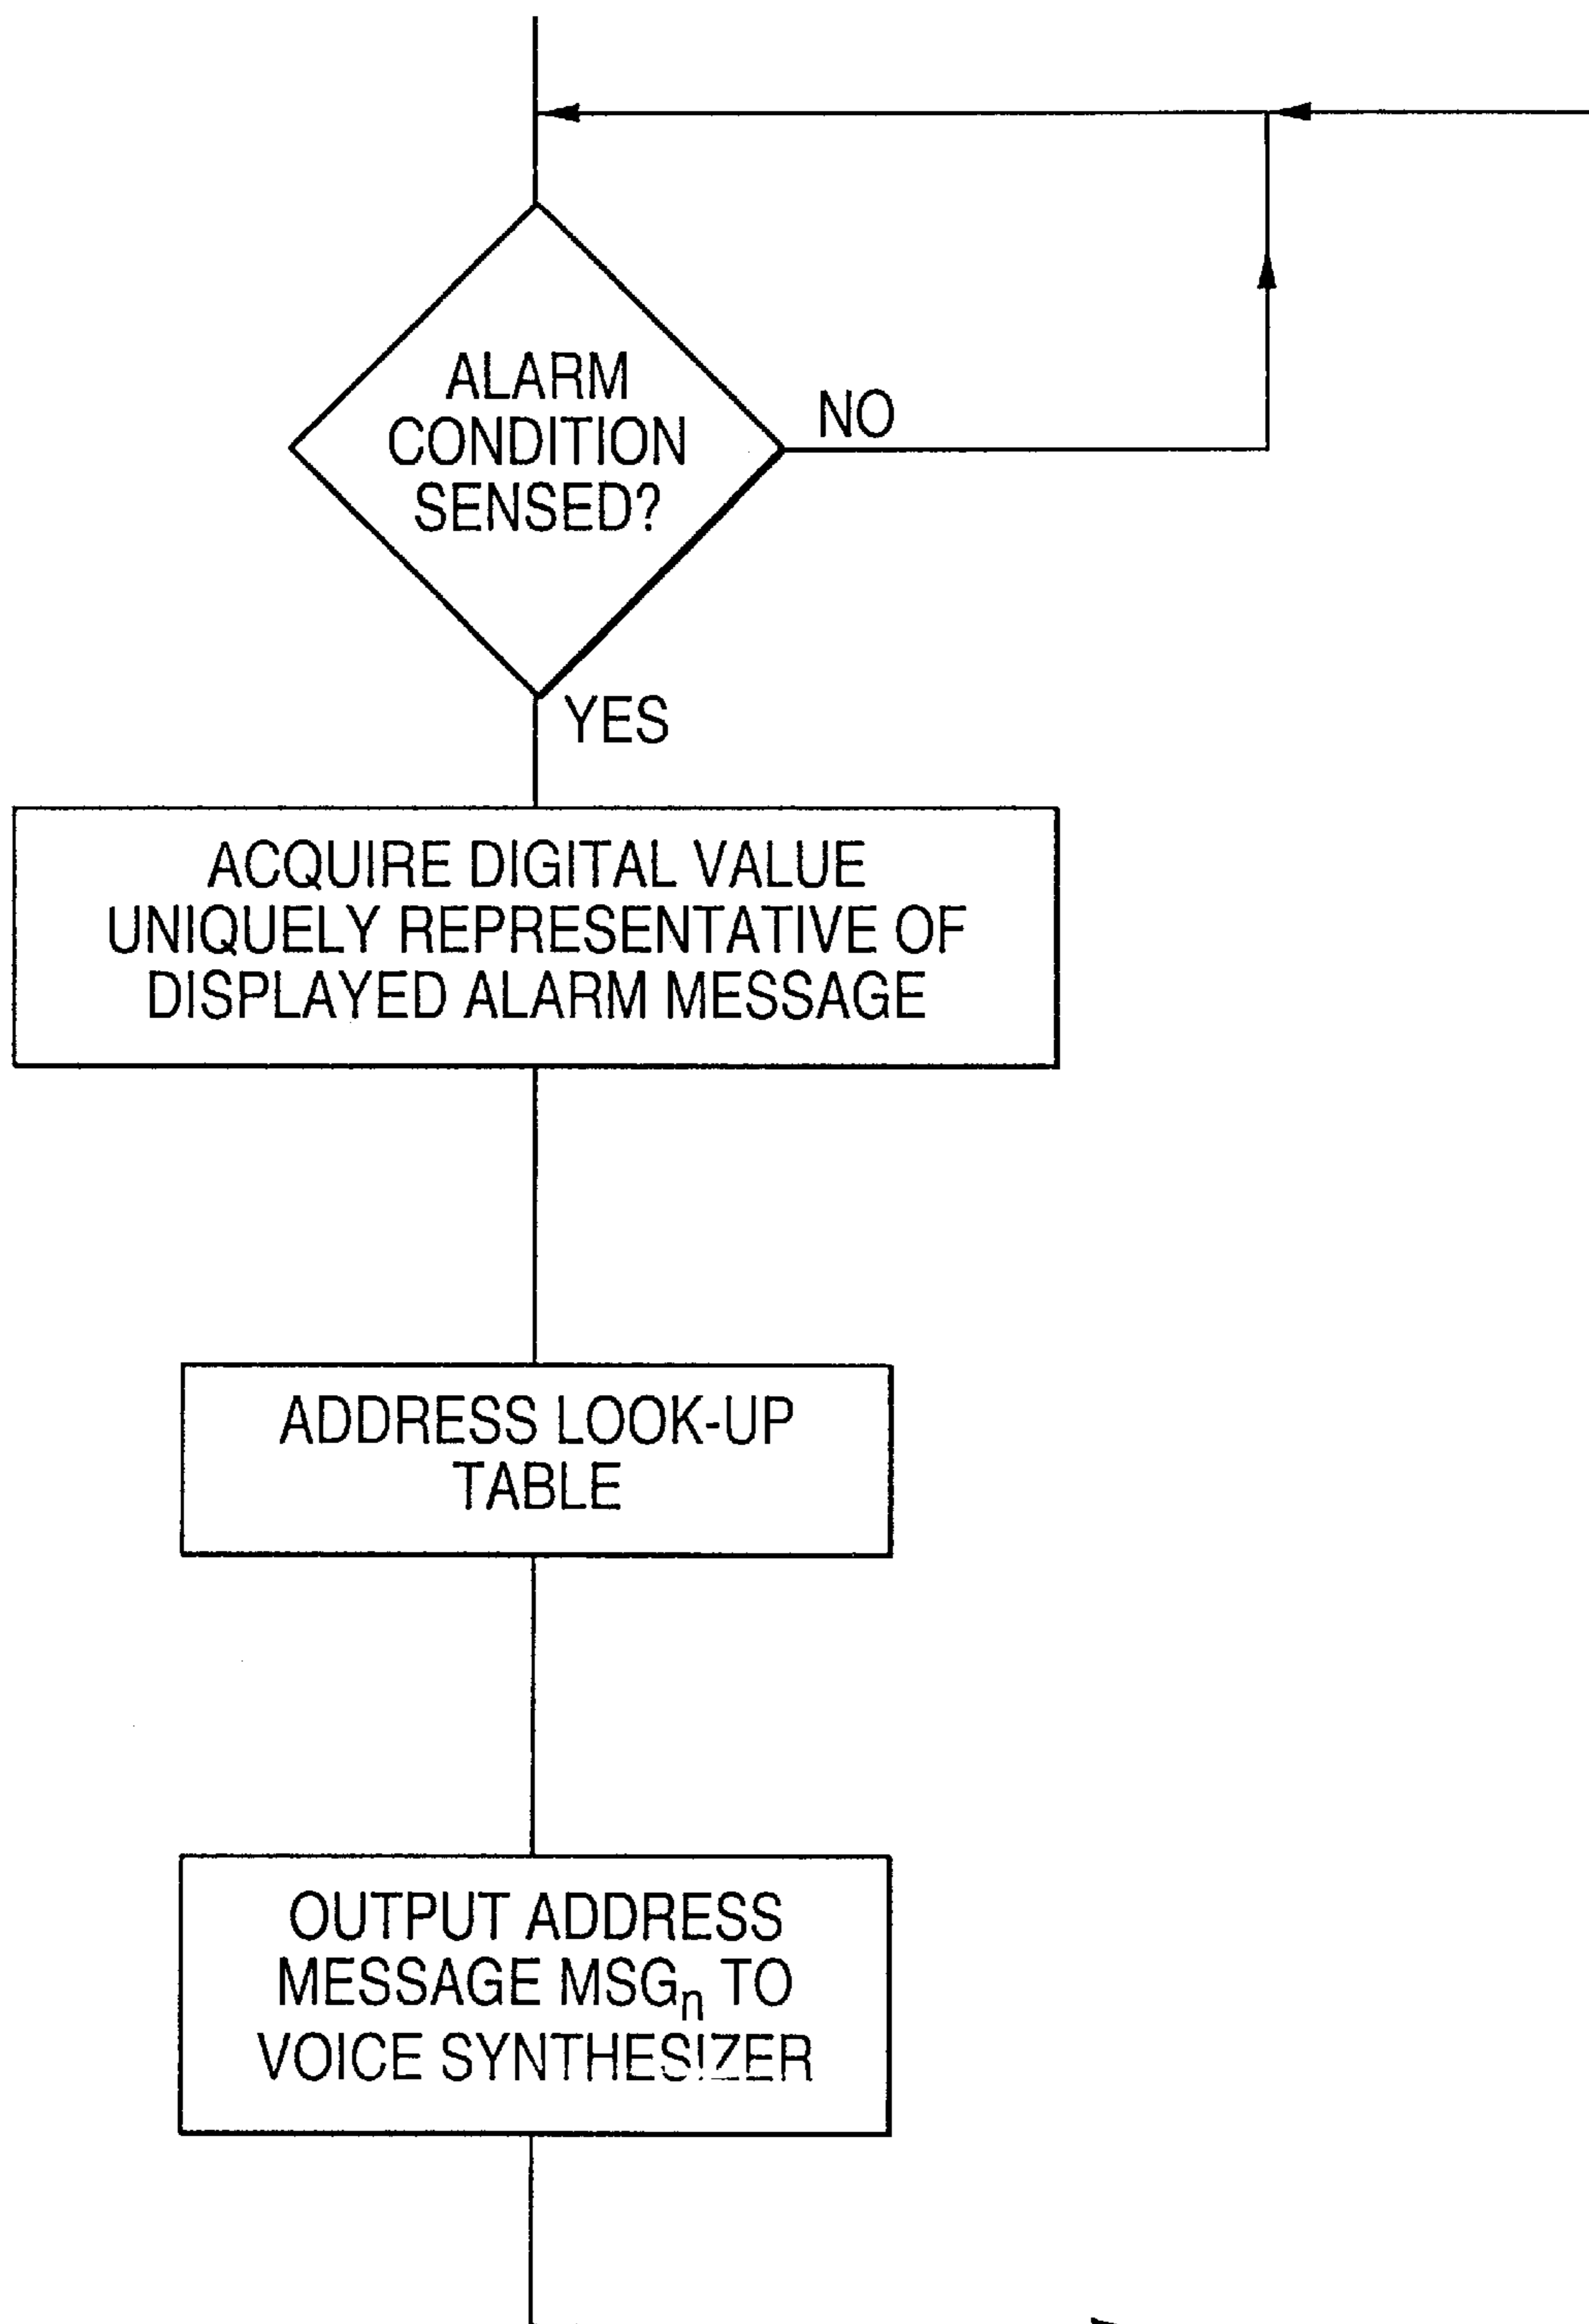 ALARM
CONDITION
SENSED?
NO
YES
ACQUIRE DIGITAL VALUE
UNIQUELY REPRESENTATIVE OF
DISPLAYED ALARM MESSAGE
ADDRESS LOOK-UP
TABLE
OUTPUT ADDRESS
MESSAGE MSGₙ TO
VOICE SYNTHESIZER